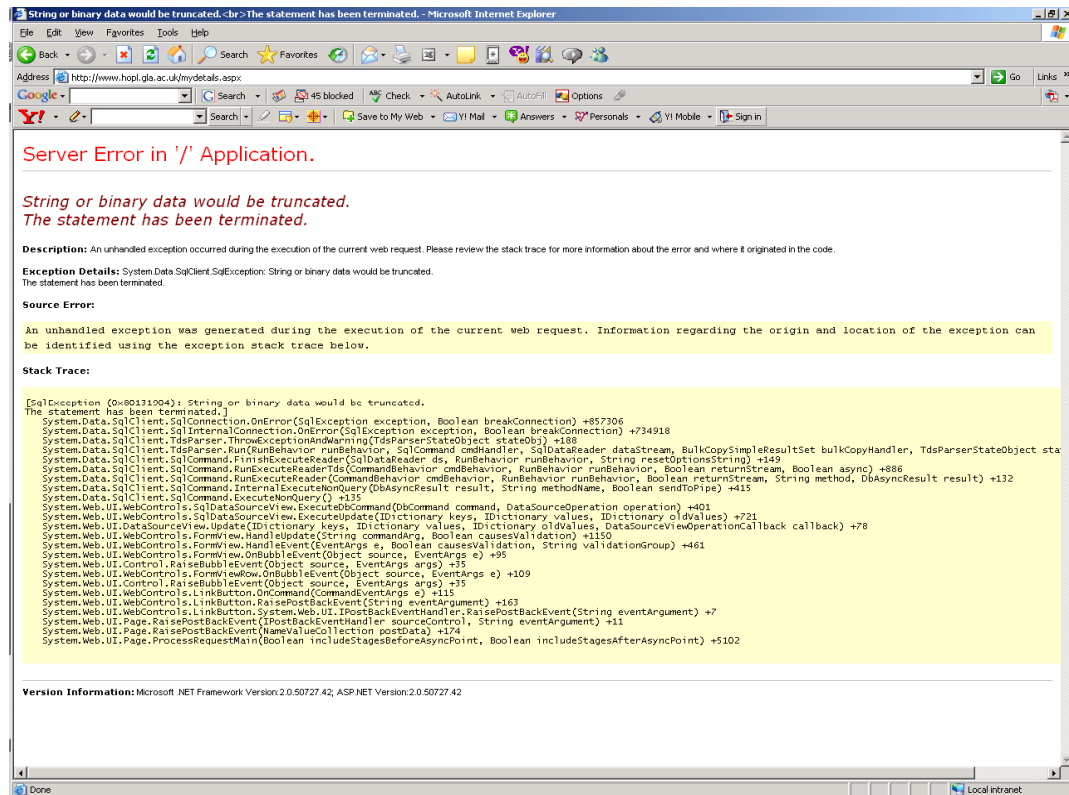 String or binary data would be truncated.<br>The statement has been terminated. - Microsoft Internet Explorer
File Edit View Favorites Tools Help
Back Search Favorites
Address http://www.hopl.gla.ac.uk/mydetails.aspx Go Links »
Google Search 45 blocked Check AutoLink AutoFill Options
Y! Search Save to My Web Y! Mail Answers Personals Y! Mobile Sign in
Server Error in '/' Application.
String or binary data would be truncated.
The statement has been terminated.
Description: An unhandled exception occurred during the execution of the current web request. Please review the stack trace for more information about the error and where it originated in the code.
Exception Details: System.Data.SqlClient.SqlException: String or binary data would be truncated.
The statement has been terminated.
Source Error:
An unhandled exception was generated during the execution of the current web request. Information regarding the origin and location of the exception can
be identified using the exception stack trace below.
Stack Trace:
[SqlException (0x80131904): String or binary data would be truncated.
The statement has been terminated.]
System.Data.SqlClient.SqlConnection.OnError(SqlException exception, Boolean breakConnection) +857306
System.Data.SqlClient.SqlInternalConnection.OnError(SqlException exception, Boolean breakConnection) +734918
System.Data.SqlClient.TdsParser.ThrowExceptionAndWarning(TdsParserStateObject stateObj) +188
System.Data.SqlClient.TdsParser.Run(RunBehavior runBehavior, SqlCommand cmdHandler, SqlDataReader dataStream, BulkCopySimpleResultSet bulkCopyHandler, TdsParserStateObject sta
System.Data.SqlClient.SqlCommand.FinishExecuteReader(SqlDataReader ds, RunBehavior runBehavior, String resetOptionsString) +149
System.Data.SqlClient.SqlCommand.RunExecuteReaderTds(CommandBehavior cmdBehavior, RunBehavior runBehavior, Boolean returnStream, Boolean async) +886
System.Data.SqlClient.SqlCommand.RunExecuteReader(CommandBehavior cmdBehavior, RunBehavior runBehavior, Boolean returnStream, String method, DbAsyncResult result) +132
System.Data.SqlClient.SqlCommand.InternalExecuteNonQuery(DbAsyncResult result, String methodName, Boolean sendToPipe) +415
System.Data.SqlClient.SqlCommand.ExecuteNonQuery() +135
System.Web.UI.WebControls.SqlDataSourceView.ExecuteDbCommand(DbCommand command, DataSourceOperation operation) +401
System.Web.UI.WebControls.SqlDataSourceView.ExecuteUpdate(IDictionary keys, IDictionary values, IDictionary oldValues) +721
System.Web.UI.DataSourceView.Update(IDictionary keys, IDictionary values, IDictionary oldValues, DataSourceViewOperationCallback callback) +78
System.Web.UI.WebControls.FormView.HandleUpdate(String commandArg, Boolean causesValidation) +1150
System.Web.UI.WebControls.FormView.HandleEvent(EventArgs e, Boolean causesValidation, String validationGroup) +461
System.Web.UI.WebControls.FormView.OnBubbleEvent(Object source, EventArgs e) +95
System.Web.UI.Control.RaiseBubbleEvent(Object source, EventArgs args) +35
System.Web.UI.WebControls.FormViewRow.OnBubbleEvent(Object source, EventArgs e) +109
System.Web.UI.Control.RaiseBubbleEvent(Object source, EventArgs args) +35
System.Web.UI.WebControls.LinkButton.OnCommand(CommandEventArgs e) +115
System.Web.UI.WebControls.LinkButton.RaisePostBackEvent(String eventArgument) +163
System.Web.UI.WebControls.LinkButton.System.Web.UI.IPostBackEventHandler.RaisePostBackEvent(String eventArgument) +7
System.Web.UI.Page.RaisePostBackEvent(IPostBackEventHandler sourceControl, String eventArgument) +11
System.Web.UI.Page.RaisePostBackEvent(NameValueCollection postData) +174
System.Web.UI.Page.ProcessRequestMain(Boolean includeStagesBeforeAsyncPoint, Boolean includeStagesAfterAsyncPoint) +5102
Version Information: Microsoft .NET Framework Version:2.0.50727.42; ASP.NET Version:2.0.50727.42
Done Local intranet